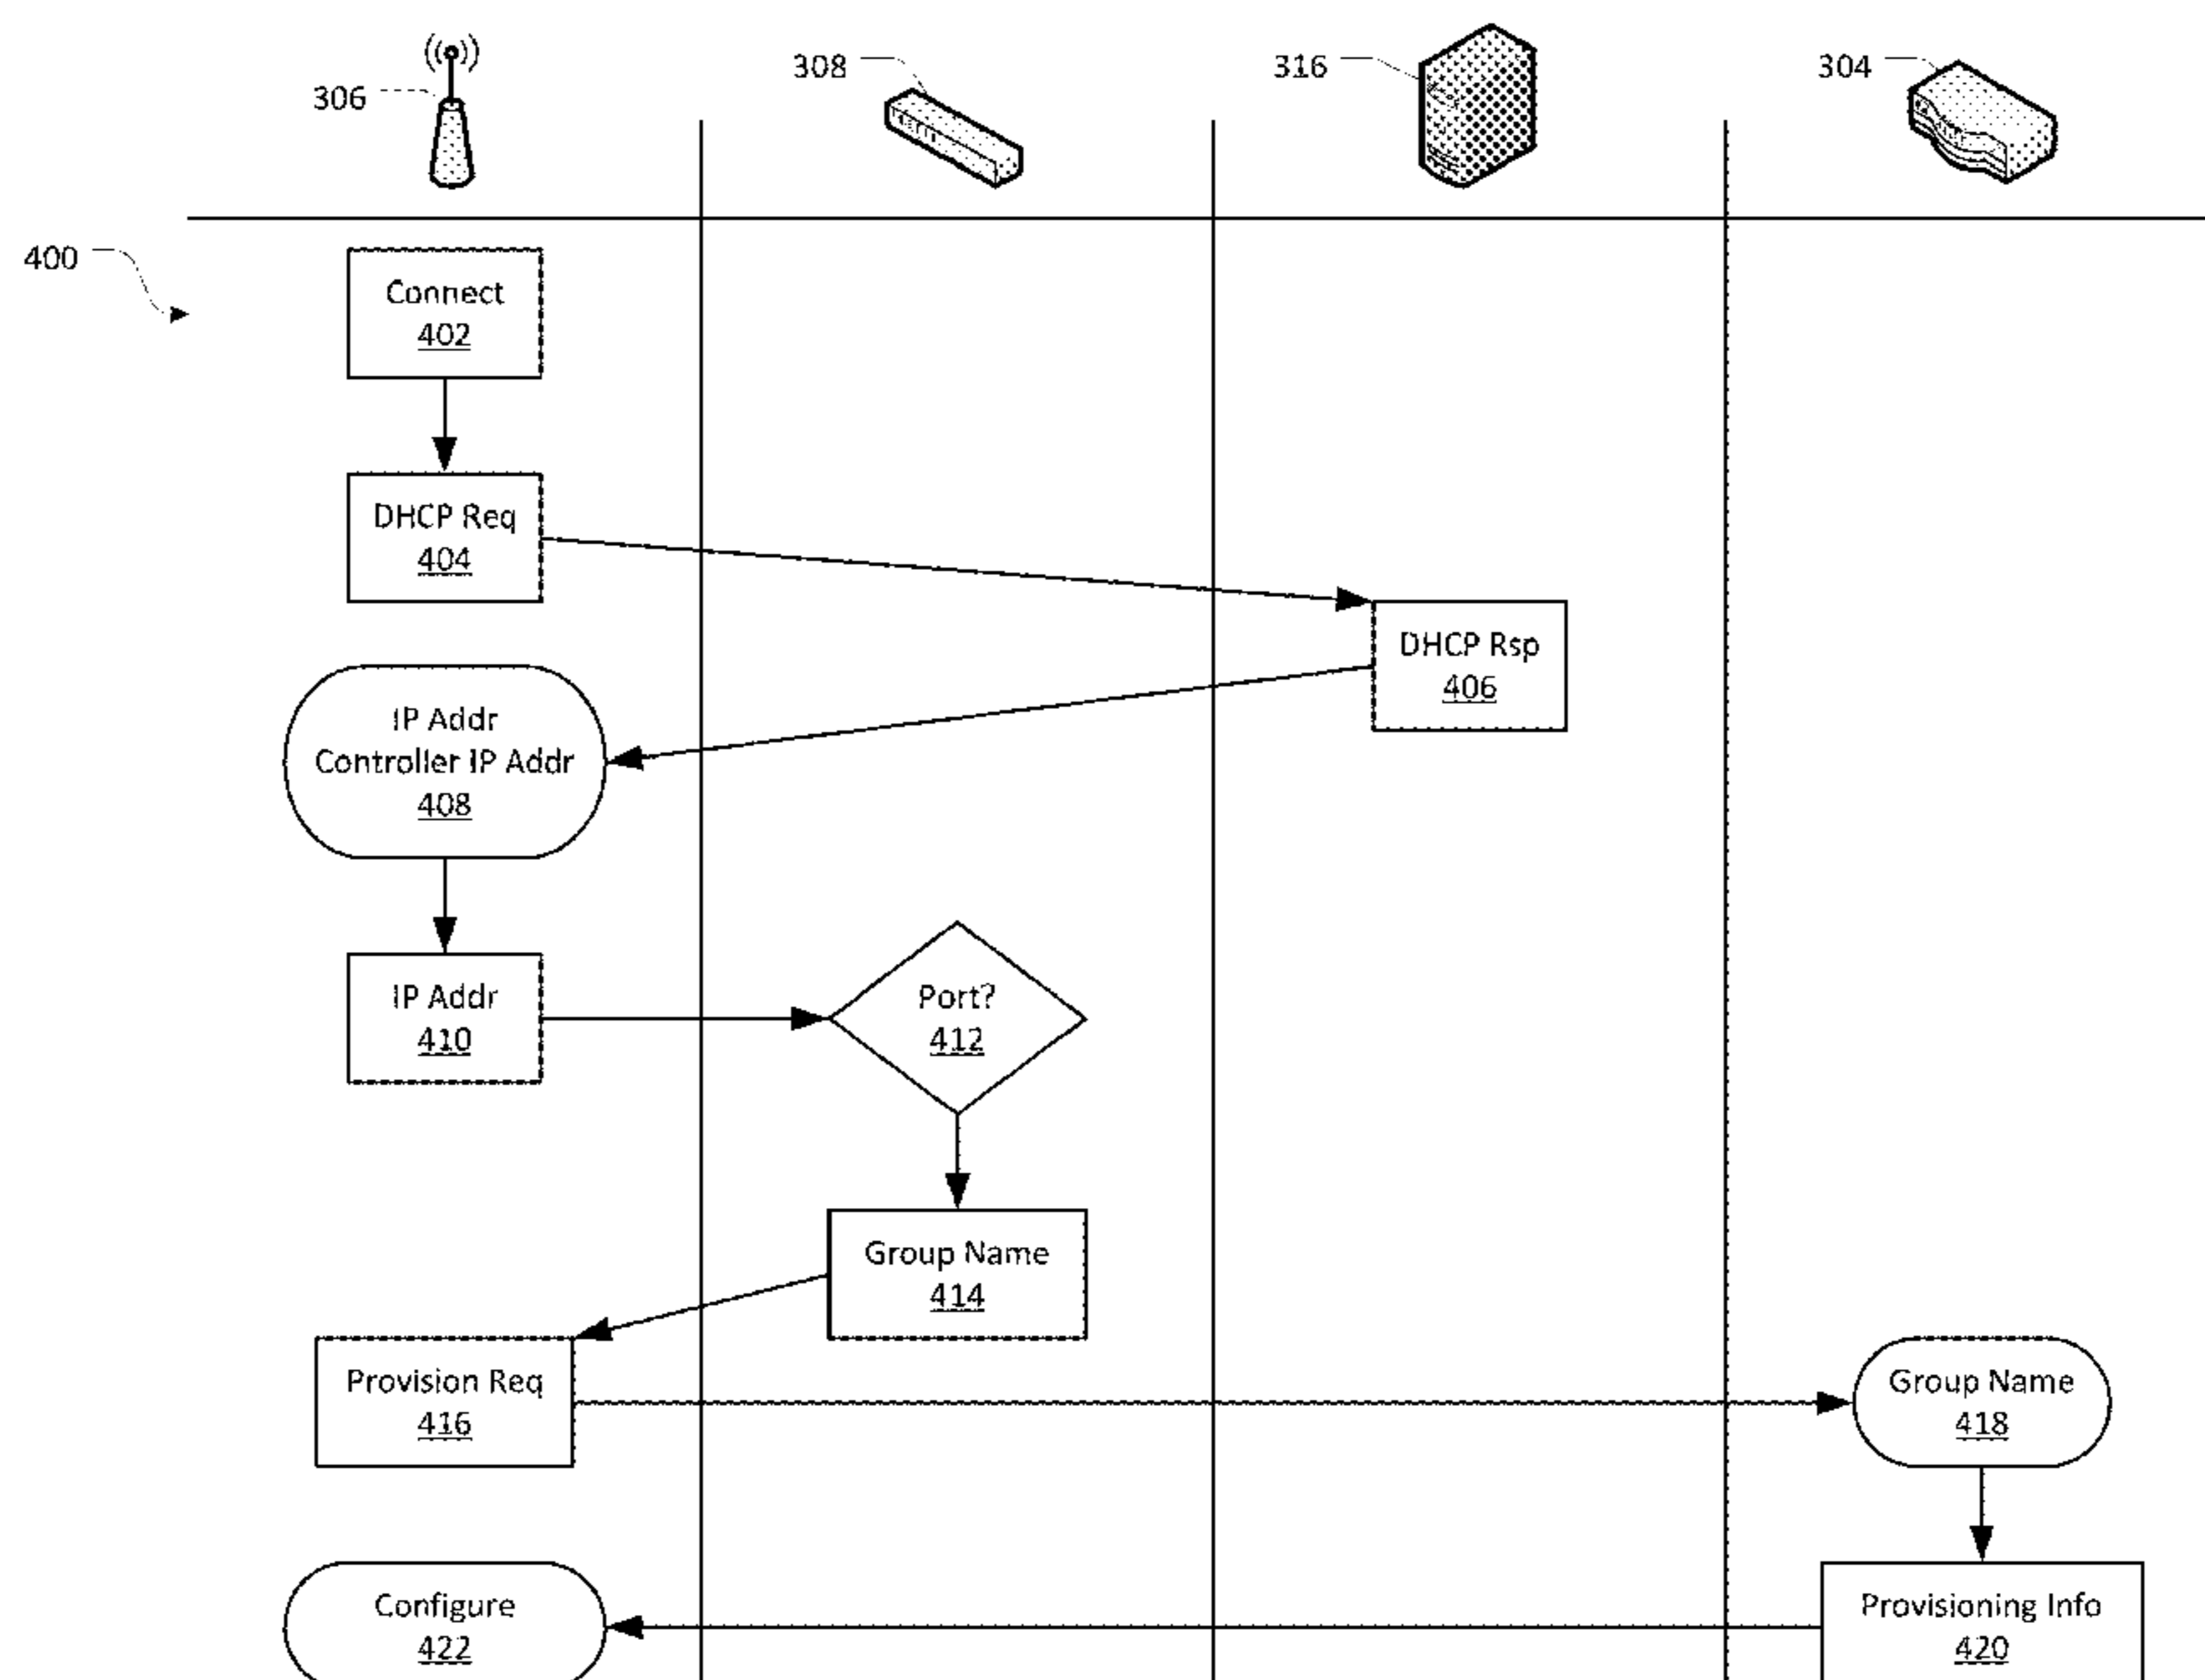 306
308
316
304
400
Connect
402
DHCP Req
404
DHCP Rsp
406
IP Addr
Controller IP Addr
408
IP Addr
410
Port?
412
Group Name
414
Provision Req
416
Group Name
418
Configure
422
Provisioning Info
420